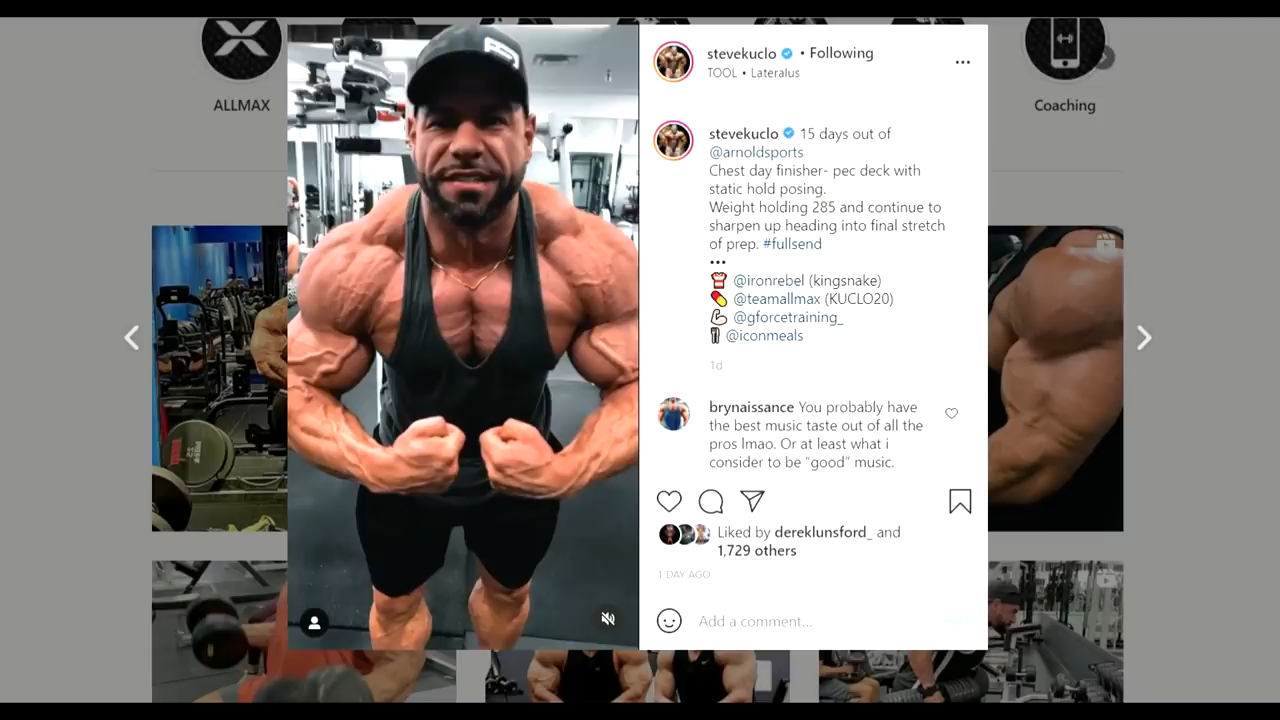 ALLMAX
Coaching
stevekuclo • Following
TOOL • Lateralus
stevekuclo 15 days out of
@arnoldsports
Chest day finisher- pec deck with
static hold posing.
Weight holding 285 and continue to
sharpen up heading into final stretch
of prep. #fullsend
•••
@ironrebel (kingsnake)
@teamallmax (KUCLO20)
@gforcetraining_
@iconmeals
1d
brynaissance You probably have
the best music taste out of all the
pros lmao. Or at least what i
consider to be “good” music.
Liked by dereklunsford_ and
1,729 others
1 DAY AGO
Add a comment...